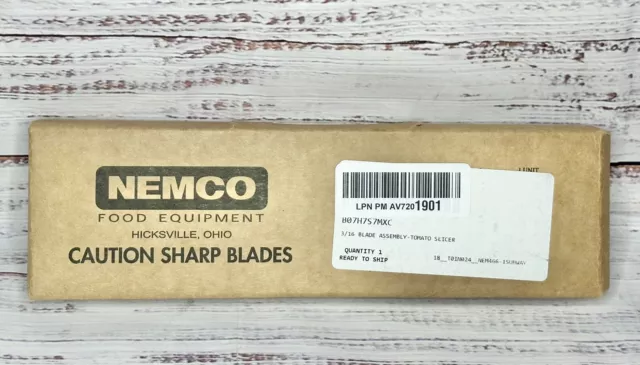 NEMCO
FOOD EQUIPMENT
HICKSVILLE, OHIO
CAUTION SHARP BLADES
1 UNIT
LPN PM AV7201901
B07H7S7MXC
3/16 BLADE ASSEMBLY-TOMATO SLICER
QUANTITY 1
READY TO SHIP